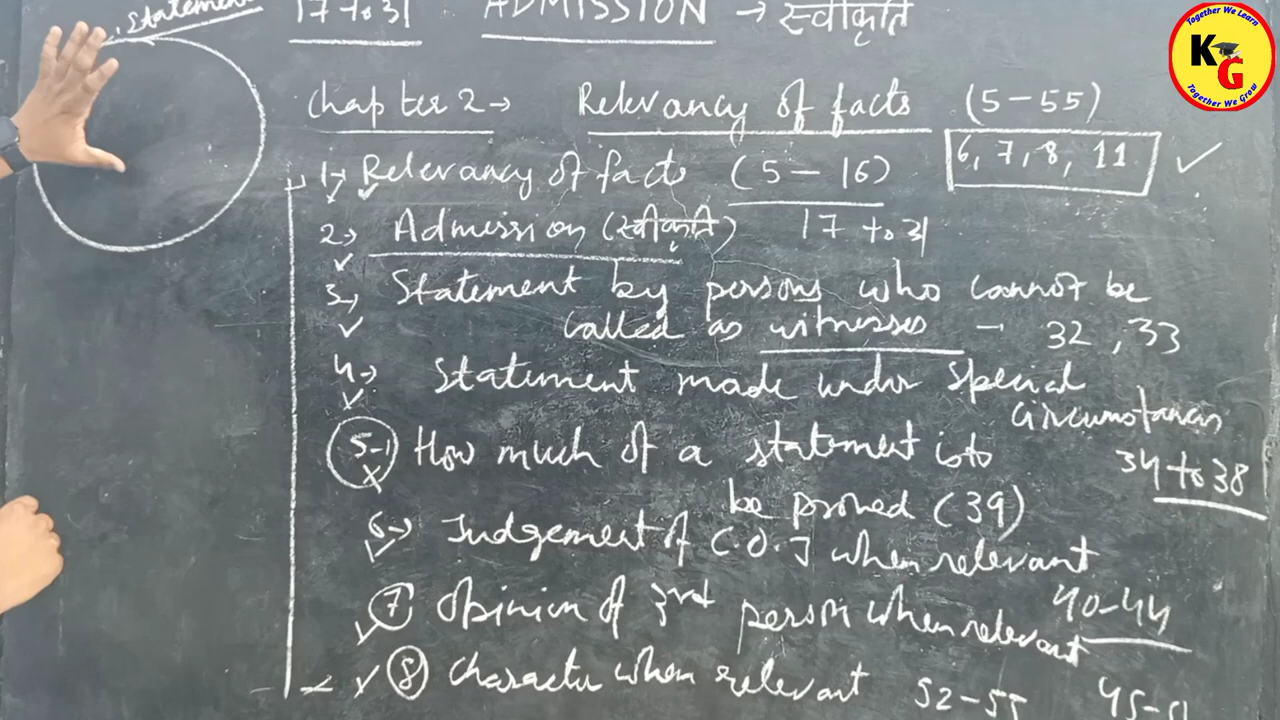 statement
17 to 31 ADMISSION → स्वीकृति
Chapter 2 → Relevancy of facts (5-55)
1→ Relevancy of facts (5-16) 6, 7, 8, 11
2→ Admission (स्वीकृति) 17 to 31
3→ Statement by persons who cannot be
called as witnesses - 32, 33
4→ Statement made under special
circumstances
34 to 38
5→ How much of a statement is to
be proved (39)
6→ Judgement of C.O.J when relevant
40-44
7 Opinion of 3rd person when relevant
45-51
8 Character when relevant 52-55
Together We Learn
KG
Together We Grow